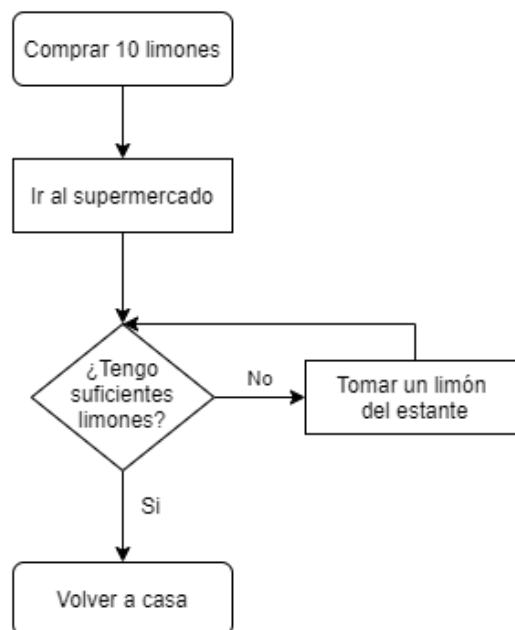 Comprar 10 limones
Ir al supermercado
¿Tengo
suficientes
limones?
No
Tomar un limón
del estante
Si
Volver a casa